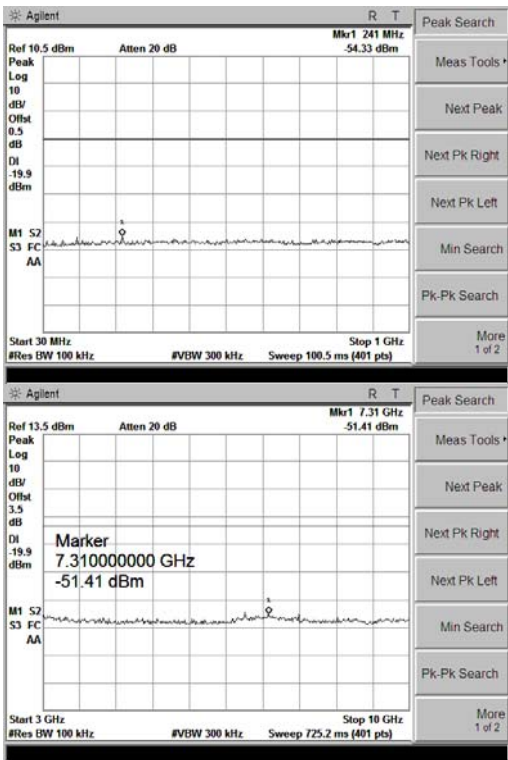 Agilent R T
Mkr1 241 MHz
Ref 10.5 dBm Atten 20 dB -54.33 dBm
Peak
Log
10
dB/
Offst
0.5
dB
DI
-19.9
dBm
1
M1 S2
S3 FC
AA
Start 30 MHz Stop 1 GHz
#Res BW 100 kHz #VBW 300 kHz Sweep 100.5 ms (401 pts)
Peak Search
Meas Tools
Next Peak
Next Pk Right
Next Pk Left
Min Search
Pk-Pk Search
More
1 of 2
Agilent R T
Mkr1 7.31 GHz
Ref 13.5 dBm Atten 20 dB -51.41 dBm
Peak
Log
10
dB/
Offst
3.5
dB
DI
-19.9
dBm
Marker
7.310000000 GHz
-51.41 dBm
1
M1 S2
S3 FC
AA
Start 3 GHz Stop 10 GHz
#Res BW 100 kHz #VBW 300 kHz Sweep 725.2 ms (401 pts)
Peak Search
Meas Tools
Next Peak
Next Pk Right
Next Pk Left
Min Search
Pk-Pk Search
More
1 of 2